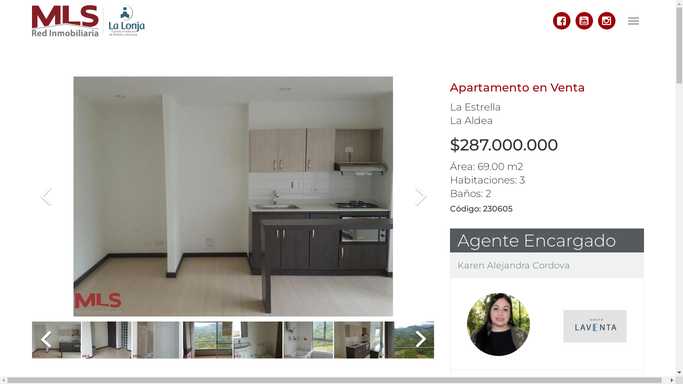 MLS
Red Inmobiliaria
La Lonja
Apartamento en Venta
La Estrella
La Aldea
$287.000.000
Área: 69.00 m2
Habitaciones: 3
Baños: 2
Código: 230605
MLS
Agente Encargado
Karen Alejandra Cordova
LAVENTA